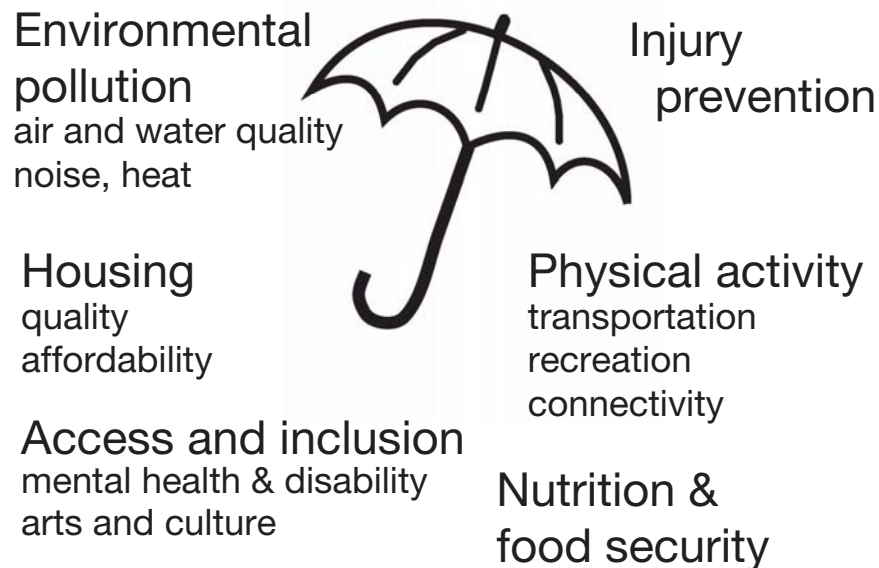 Environmental
pollution
air and water quality
noise, heat
Injury
prevention
Housing
quality
affordability
Physical activity
transportation
recreation
connectivity
Access and inclusion
mental health & disability
arts and culture
Nutrition &
food security